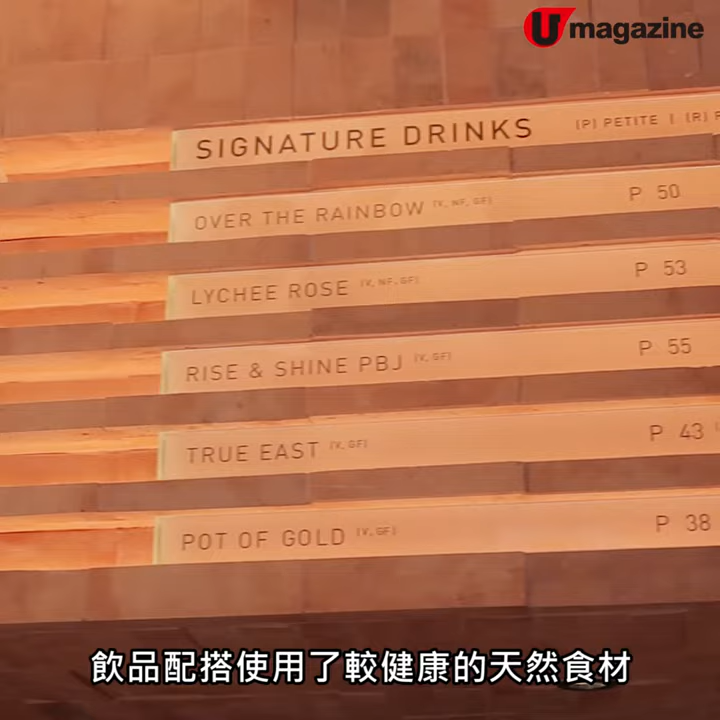 U magazine
SIGNATURE DRINKS (P) PETITE | (R)
OVER THE RAINBOW (V, NF, GF) P 50
LYCHEE ROSE (V, NF, GF) P 53
RISE & SHINE PBJ (V, GF) P 55
TRUE EAST (V, GF) P 43
POT OF GOLD (V, GF) P 38
飲品配搭使用了較健康的天然食材